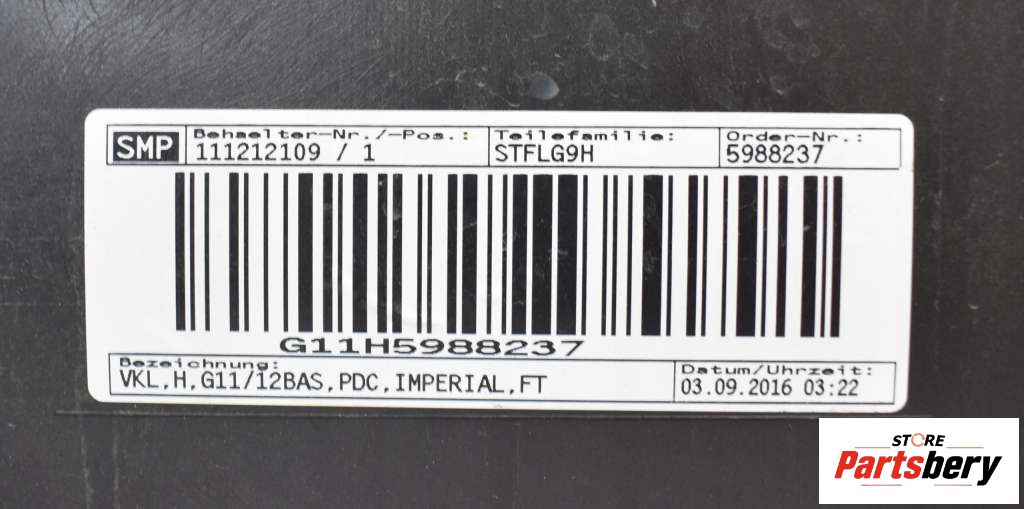 SMP
Behaelter-Nr./-Pos.:
111212109 / 1
Teilefamilie:
STFLG9H
Order-Nr.:
5988237
G11H5988237
Bezeichnung:
VKL,H,G11/12BAS,PDC,IMPERIAL,FT
Datum/Uhrzeit:
03.09.2016 03:22
STORE
Partsbery